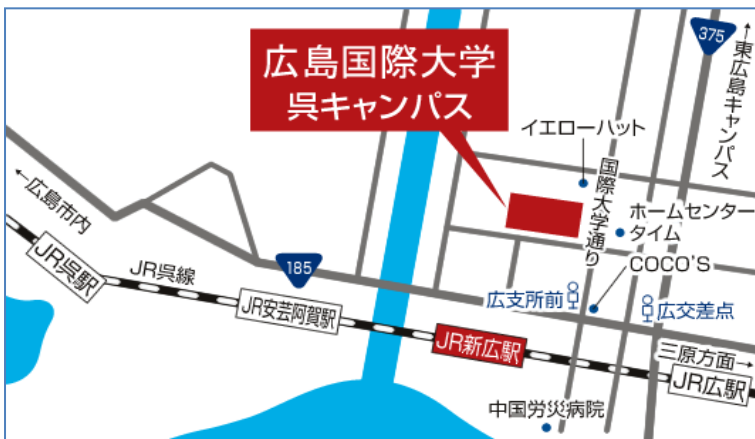 375
↑東広島キャンパス
広島国際大学
呉キャンパス
イエローハット
国際大学通り
ホームセンター
タイム
←広島市内
COCO'S
185
JR呉線
JR呉駅
広支所前
広交差点
JR安芸阿賀駅
JR新広駅
三原方面→
JR広駅
中国労災病院